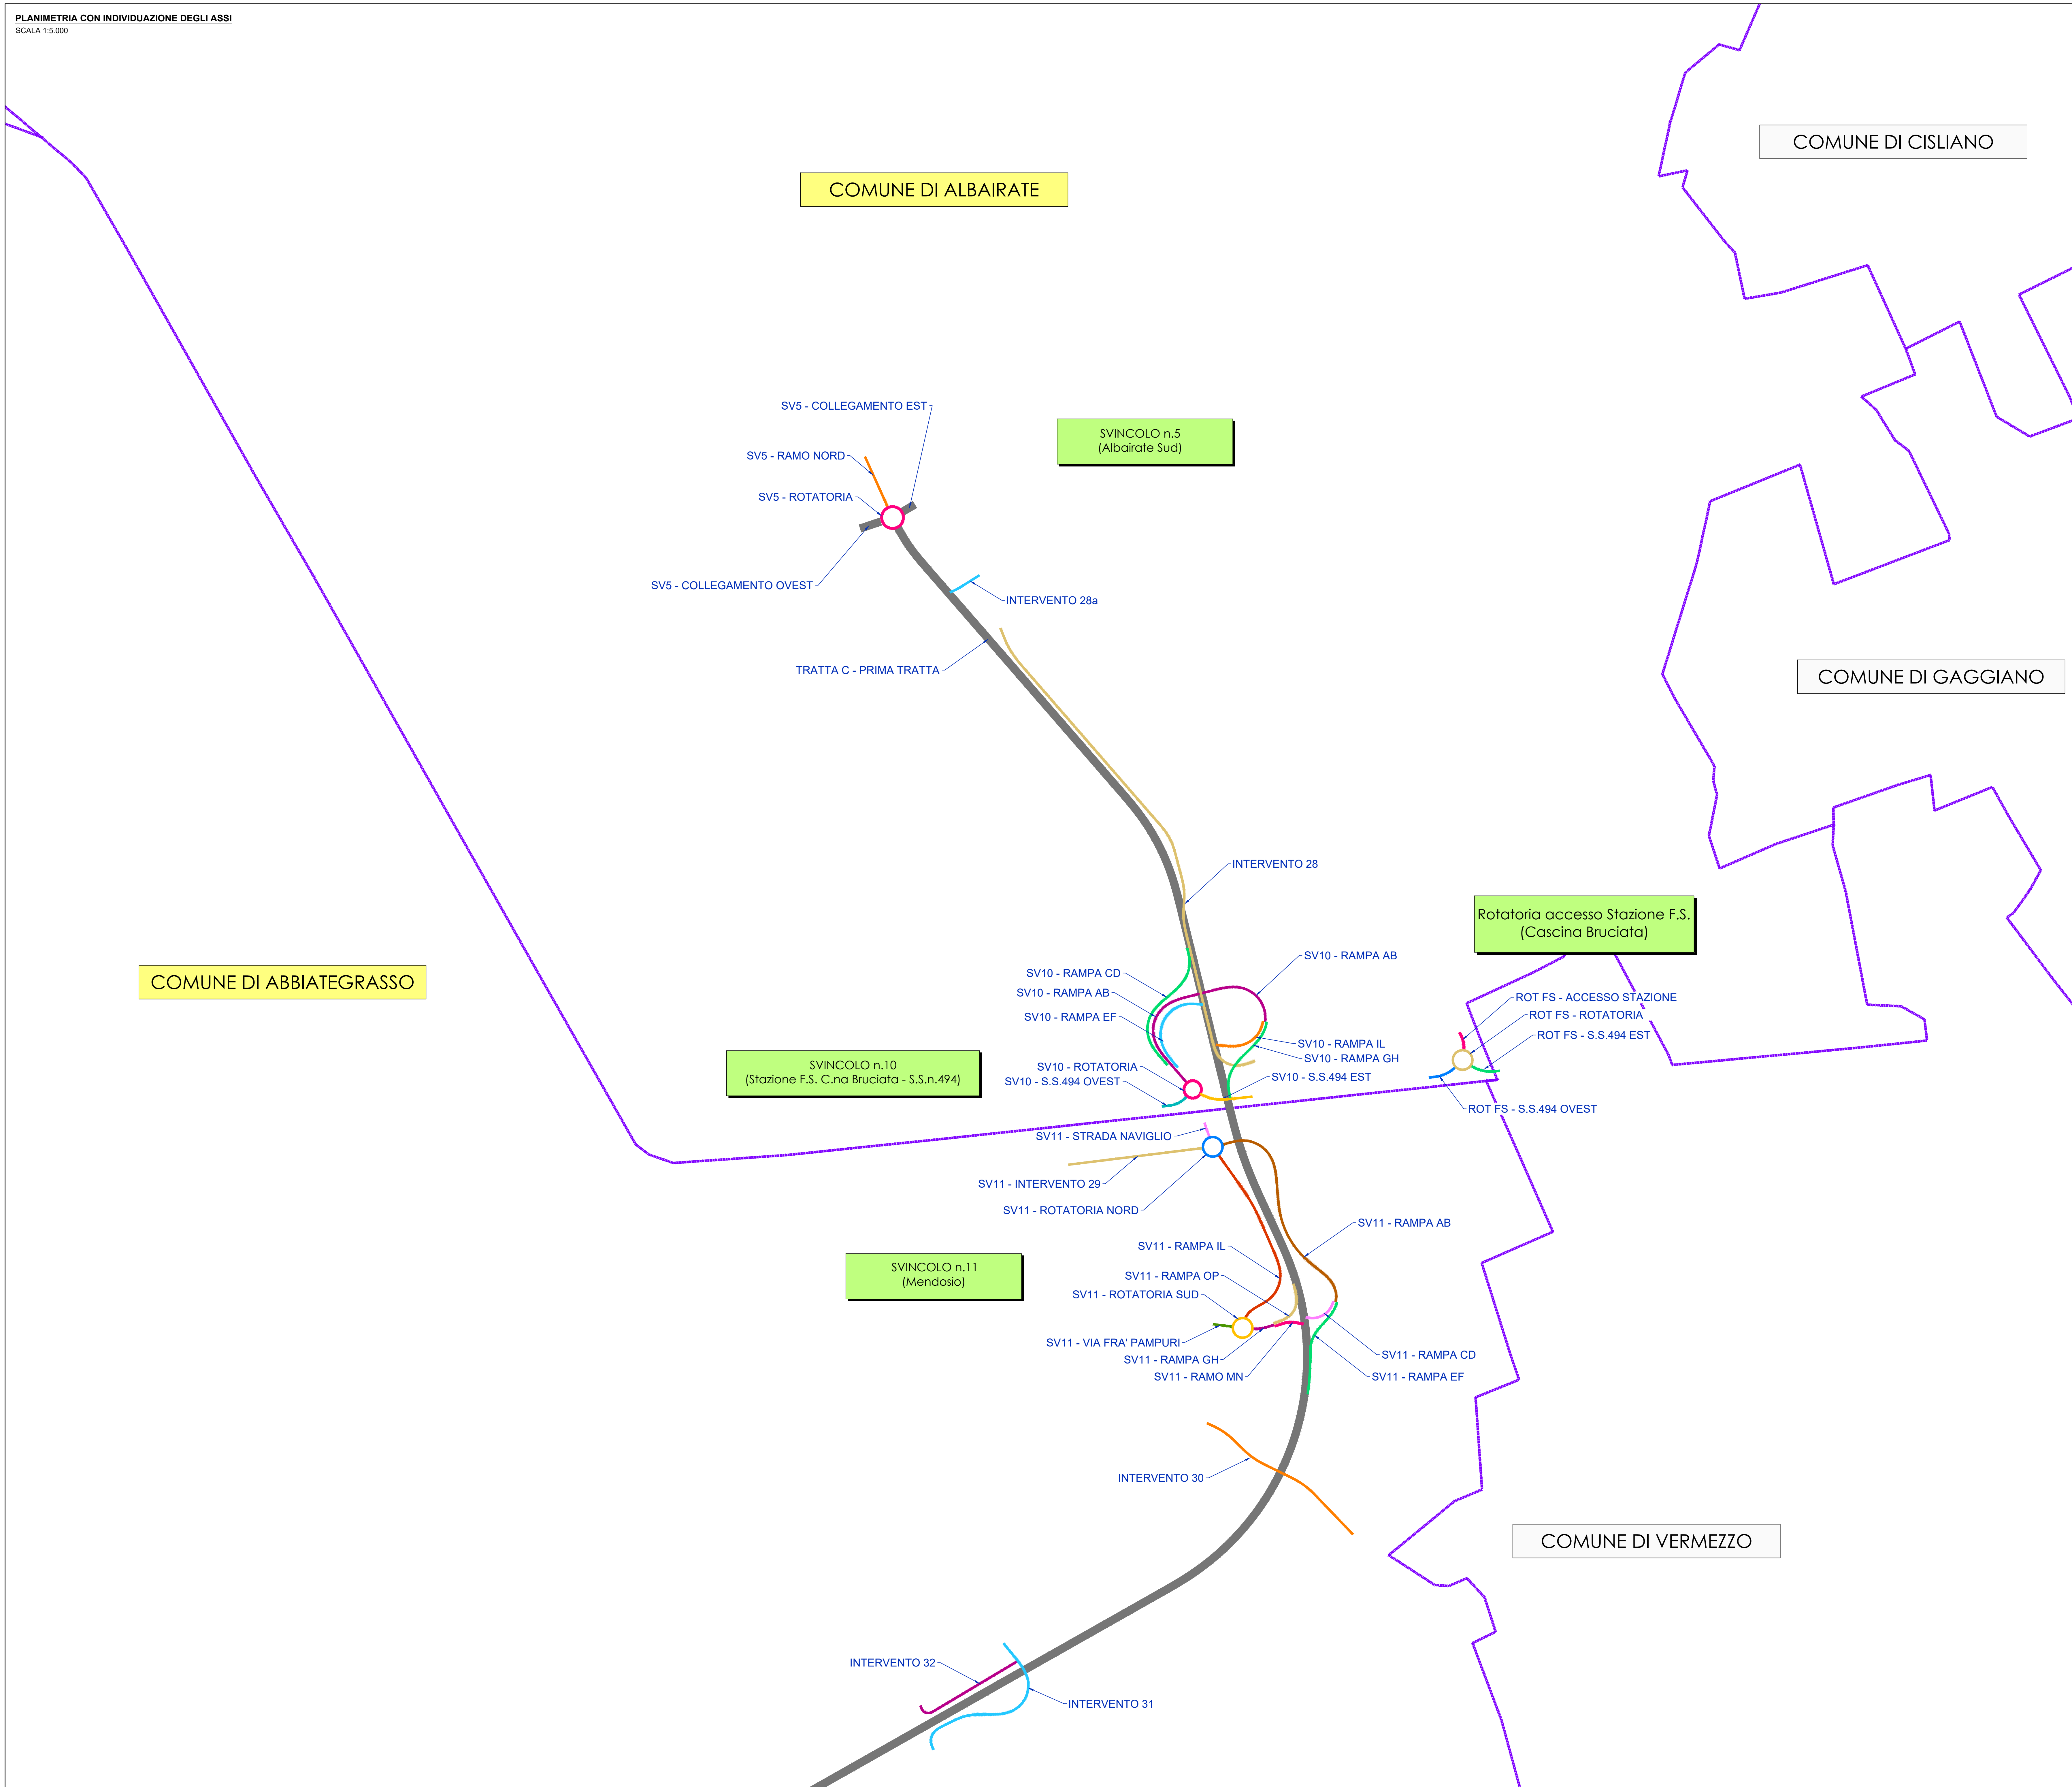 PLANIMETRIA CON INDIVIDUAZIONE DEGLI ASSI
SCALA 1:5.000
COMUNE DI CISLIANO
COMUNE DI ALBAIRATE
SV5 - COLLEGAMENTO EST
SVINCOLO n.5
(Albairate Sud)
SV5 - RAMO NORD
SV5 - ROTATORIA
SV5 - COLLEGAMENTO OVEST
INTERVENTO 28a
TRATTA C - PRIMA TRATTA
COMUNE DI GAGGIANO
INTERVENTO 28
Rotatoria accesso Stazione F.S.
(Cascina Bruciata)
COMUNE DI ABBIATEGRASSO
SV10 - RAMPA AB
SV10 - RAMPA CD
SV10 - RAMPA AB
SV10 - RAMPA EF
ROT FS - ACCESSO STAZIONE
ROT FS - ROTATORIA
ROT FS - S.S.494 EST
SV10 - RAMPA IL
SV10 - RAMPA GH
SVINCOLO n.10
(Stazione F.S. C.na Bruciata - S.S.n.494)
SV10 - ROTATORIA
SV10 - S.S.494 OVEST
SV10 - S.S.494 EST
ROT FS - S.S.494 OVEST
SV11 - STRADA NAVIGLIO
SV11 - INTERVENTO 29
SV11 - ROTATORIA NORD
SV11 - RAMPA AB
SV11 - RAMPA IL
SVINCOLO n.11
(Mendosio)
SV11 - RAMPA OP
SV11 - ROTATORIA SUD
SV11 - VIA FRA' PAMPURI
SV11 - RAMPA GH
SV11 - RAMO MN
SV11 - RAMPA CD
SV11 - RAMPA EF
INTERVENTO 30
COMUNE DI VERMEZZO
INTERVENTO 32
INTERVENTO 31